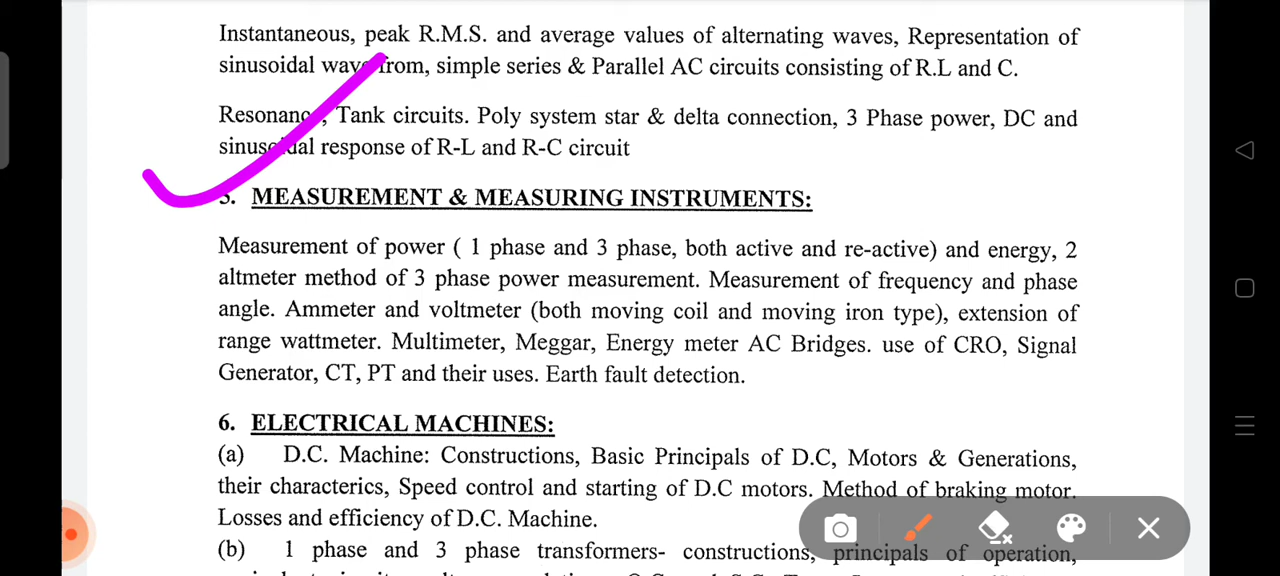 Instantaneous, peak R.M.S. and average values of alternating waves, Representation of
sinusoidal wave from, simple series & Parallel AC circuits consisting of R.L and C.
Resonance, Tank circuits. Poly system star & delta connection, 3 Phase power, DC and
sinusoidal response of R-L and R-C circuit
5. MEASUREMENT & MEASURING INSTRUMENTS:
Measurement of power ( 1 phase and 3 phase, both active and re-active) and energy, 2
altmeter method of 3 phase power measurement. Measurement of frequency and phase
angle. Ammeter and voltmeter (both moving coil and moving iron type), extension of
range wattmeter. Multimeter, Meggar, Energy meter AC Bridges. use of CRO, Signal
Generator, CT, PT and their uses. Earth fault detection.
6. ELECTRICAL MACHINES:
(a) D.C. Machine: Constructions, Basic Principals of D.C, Motors & Generations,
their characterics, Speed control and starting of D.C motors. Method of braking motor.
Losses and efficiency of D.C. Machine.
(b) 1 phase and 3 phase transformers- constructions, principals of operation,